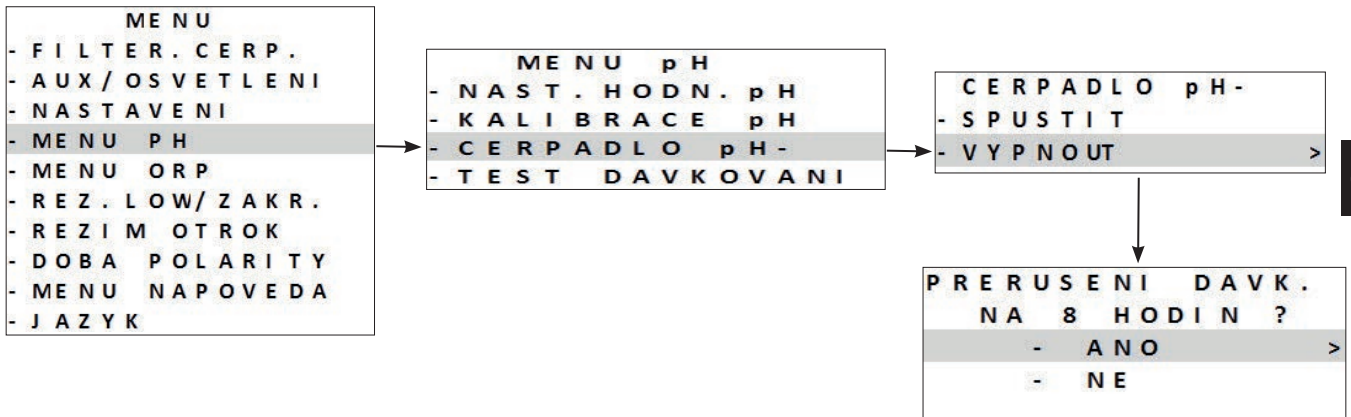 MENU
- FILTER.CERP.
- AUX/OSVETLENI
- NASTAVENI
- MENU PH
- MENU ORP
- REZ.LOW/ZAKR.
- REZIM OTROK
- DOBA POLARITY
- MENU NAPOVEDA
- JAZYK
MENU pH
- NAST.HODN.pH
- KALIBRACE pH
- CERPADLO pH-
- TEST DAVKOVANI
CERPADLO pH-
- SPUSTIT
- VYPNOUT >
PRERUSENI DAVK.
NA 8 HODIN ?
- ANO >
- NE